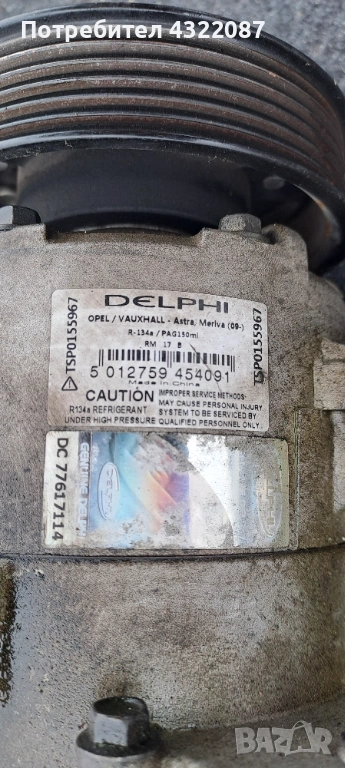 Потребител 4322087
DELPHI
OPEL / VAUXHALL - Astra, Meriva (09-)
R-134a / PAG150ml
RM 17 B
5 012759 454091
Made in China
CAUTION IMPROPER SERVICE METHODS:
MAY CAUSE PERSONAL INJURY
R134a REFRIGERANT SYSTEM TO BE SERVICED BY
UNDER HIGH PRESSURE QUALIFIED PERSONNEL ONLY.
TSP0155967
TSP0155967
DC 77617114
BAZAR